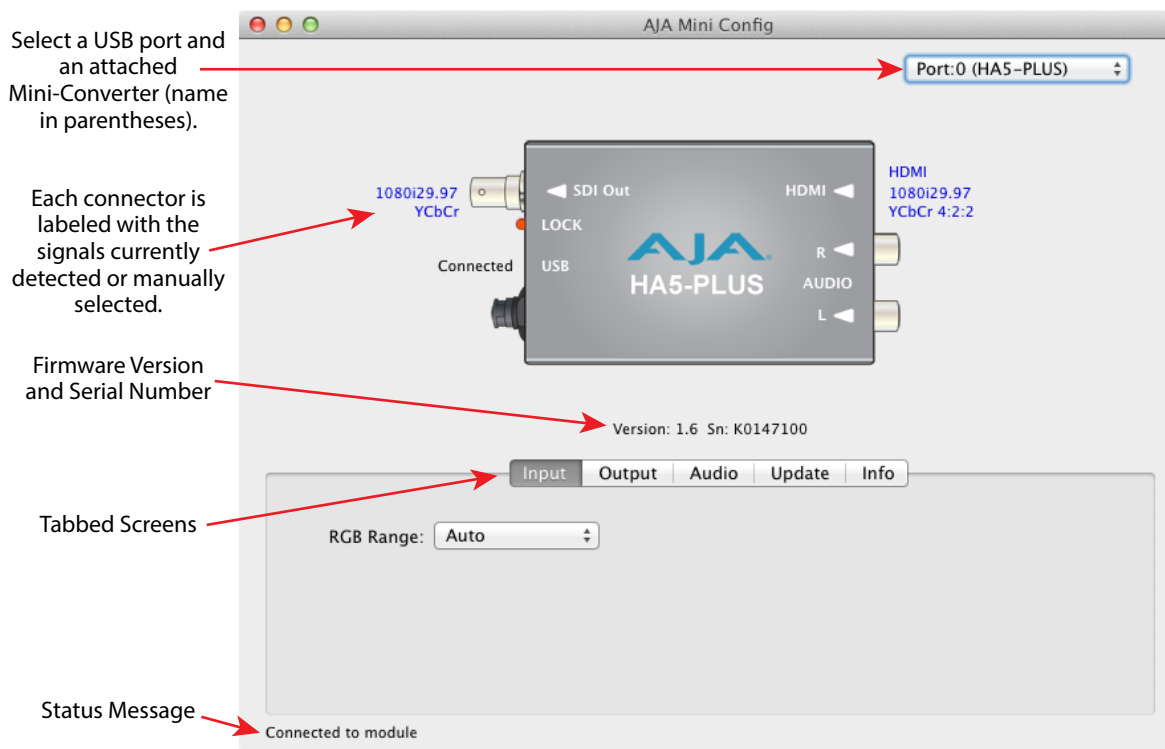 AJA Mini Config
Select a USB port and
an attached
Mini-Converter (name
in parentheses).
Port:0 (HA5-PLUS)
Each connector is
labeled with the
signals currently
detected or manually
selected.
1080i29.97
YCbCr
SDI Out
LOCK
Connected
USB
AJA
HA5-PLUS
HDMI
R
AUDIO
L
HDMI
1080i29.97
YCbCr 4:2:2
Firmware Version
and Serial Number
Version: 1.6 Sn: K0147100
Tabbed Screens
Input
Output
Audio
Update
Info
RGB Range:
Auto
Status Message
Connected to module